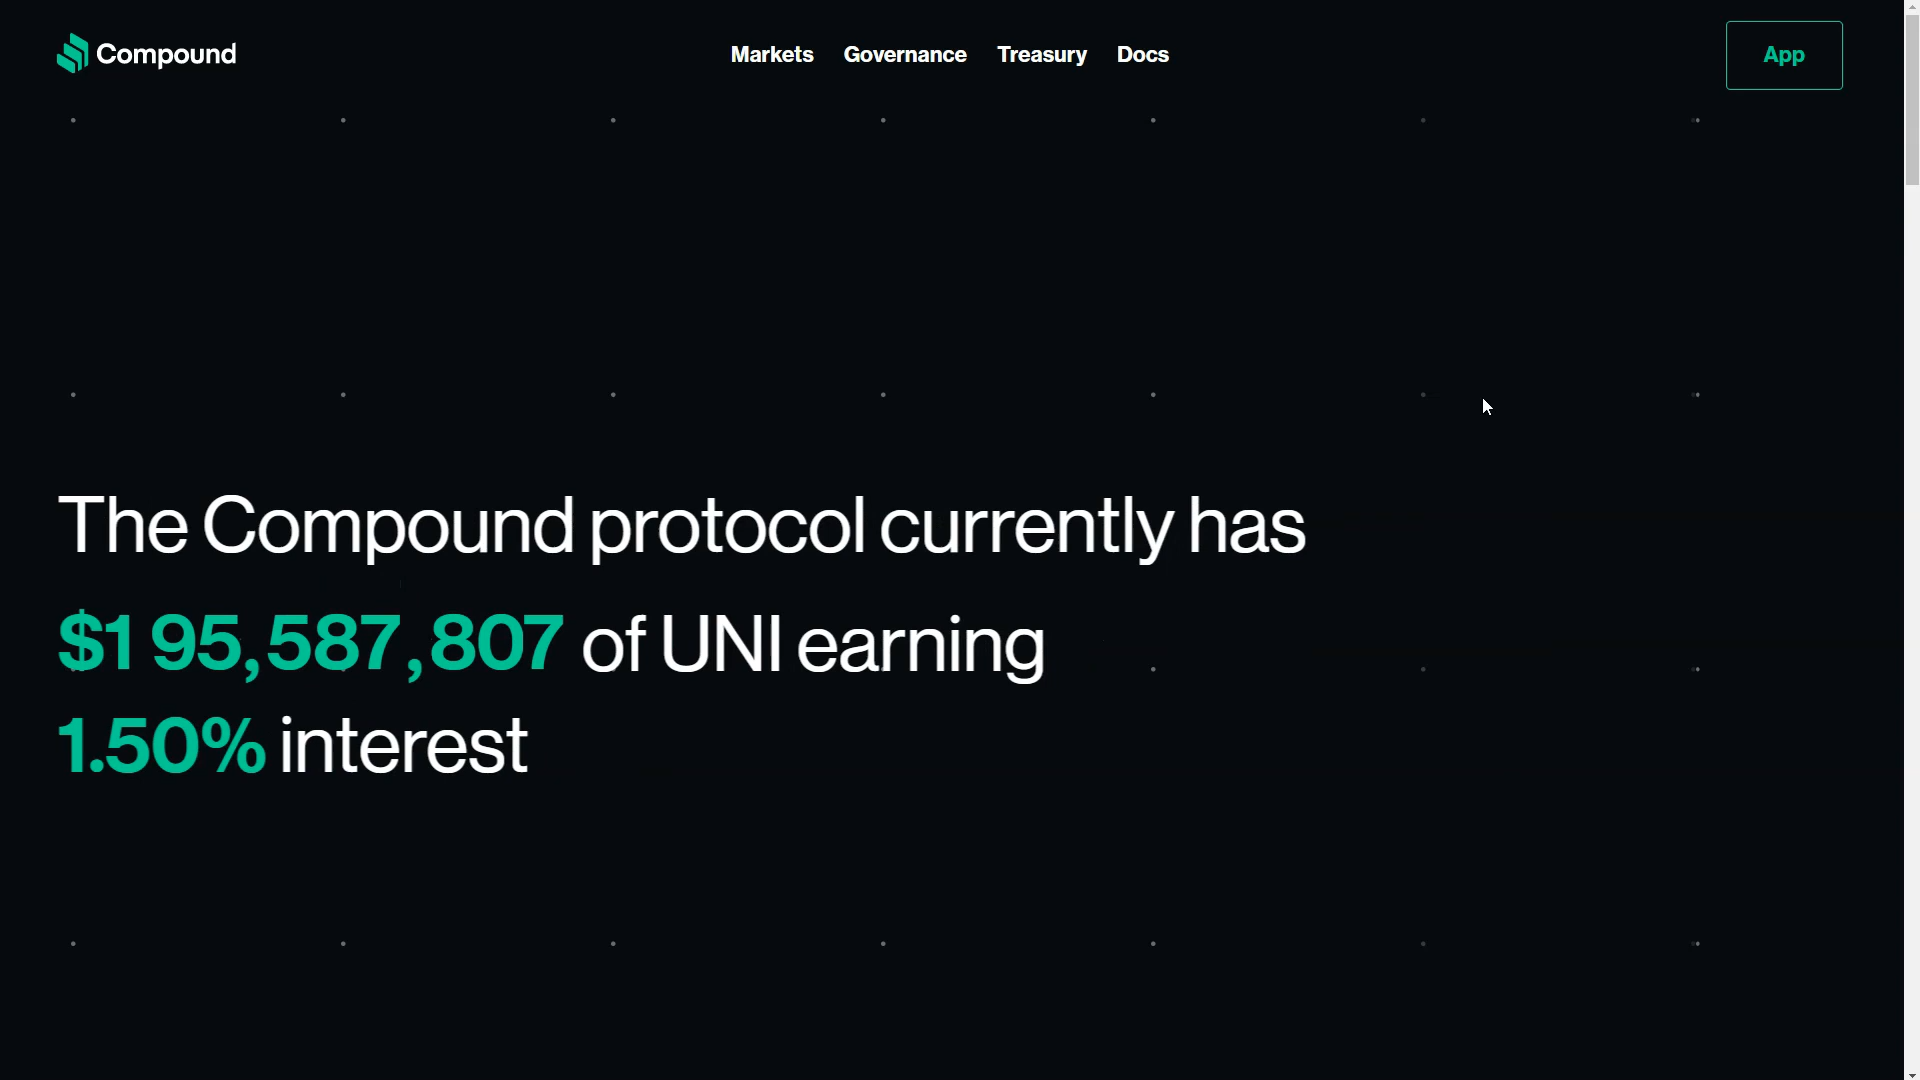 Compound
Markets Governance Treasury Docs
App
The Compound protocol currently has
$195,587,807 of UNI earning
1.50% interest